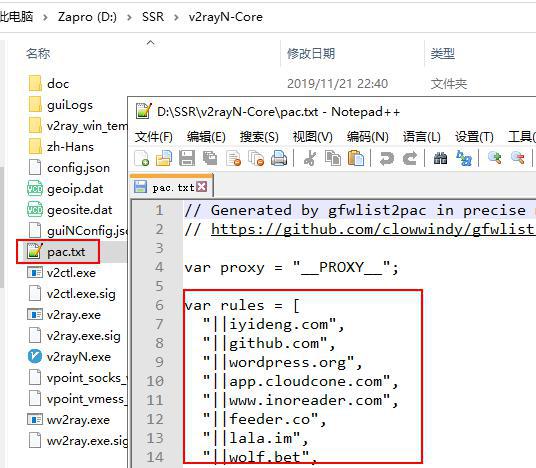 此电脑 > Zapro (D:) > SSR > v2rayN-Core
名称 修改日期 类型
doc 2019/11/21 22:40 文件夹
guiLogs
v2ray_win_tem
zh-Hans
config.json
geoip.dat
geosite.dat
guiNConfig.js
pac.txt
v2ctl.exe
v2ctl.exe.sig
v2ray.exe
v2ray.exe.sig
v2rayN.exe
vpoint_socks_v
vpoint_vmess_
wv2ray.exe
wv2ray.exe.sig
D:\SSR\v2rayN-Core\pac.txt - Notepad++
文件(F) 编辑(E) 搜索(S) 视图(V) 编码(N) 语言(L) 设置(T) 工具(
pac.txt
1 // Generated by gfwlist2pac in precise
2 // https://github.com/clowwindy/gfwlist
3
4 var proxy = "__PROXY__";
5
6 var rules = [
7 "||iyideng.com",
8 "||github.com",
9 "||wordpress.org",
10 "||app.cloudcone.com",
11 "||www.inoreader.com",
12 "||feeder.co",
13 "||lala.im",
14 "||wolf.bet",